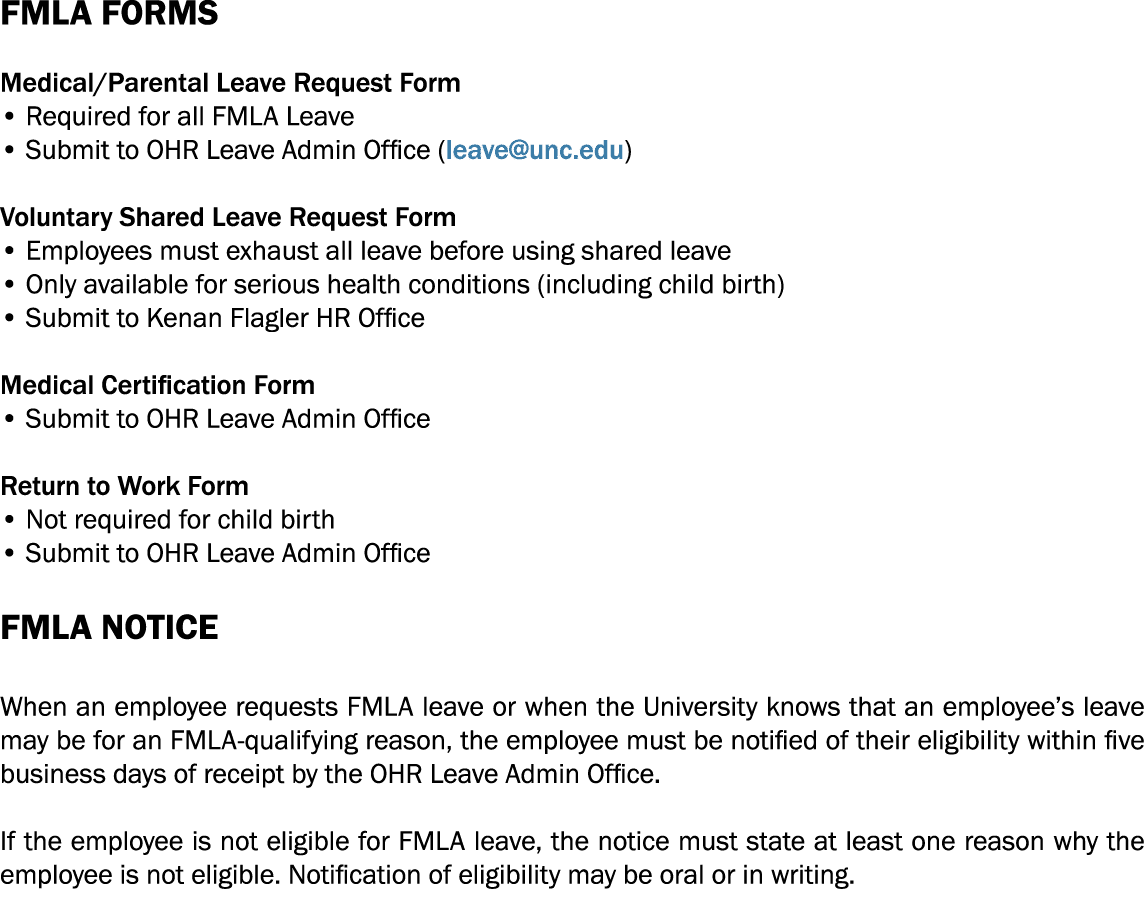 FMLA FORMS
Medical/Parental Leave Request Form
• Required for all FMLA Leave
• Submit to OHR Leave Admin Office (leave@unc.edu)
Voluntary Shared Leave Request Form
• Employees must exhaust all leave before using shared leave
• Only available for serious health conditions (including child birth)
• Submit to Kenan Flagler HR Office
Medical Certification Form
• Submit to OHR Leave Admin Office
Return to Work Form
• Not required for child birth
• Submit to OHR Leave Admin Office
FMLA NOTICE
When an employee requests FMLA leave or when the University knows that an employee’s leave
may be for an FMLA-qualifying reason, the employee must be notified of their eligibility within five
business days of receipt by the OHR Leave Admin Office.
If the employee is not eligible for FMLA leave, the notice must state at least one reason why the
employee is not eligible. Notification of eligibility may be oral or in writing.